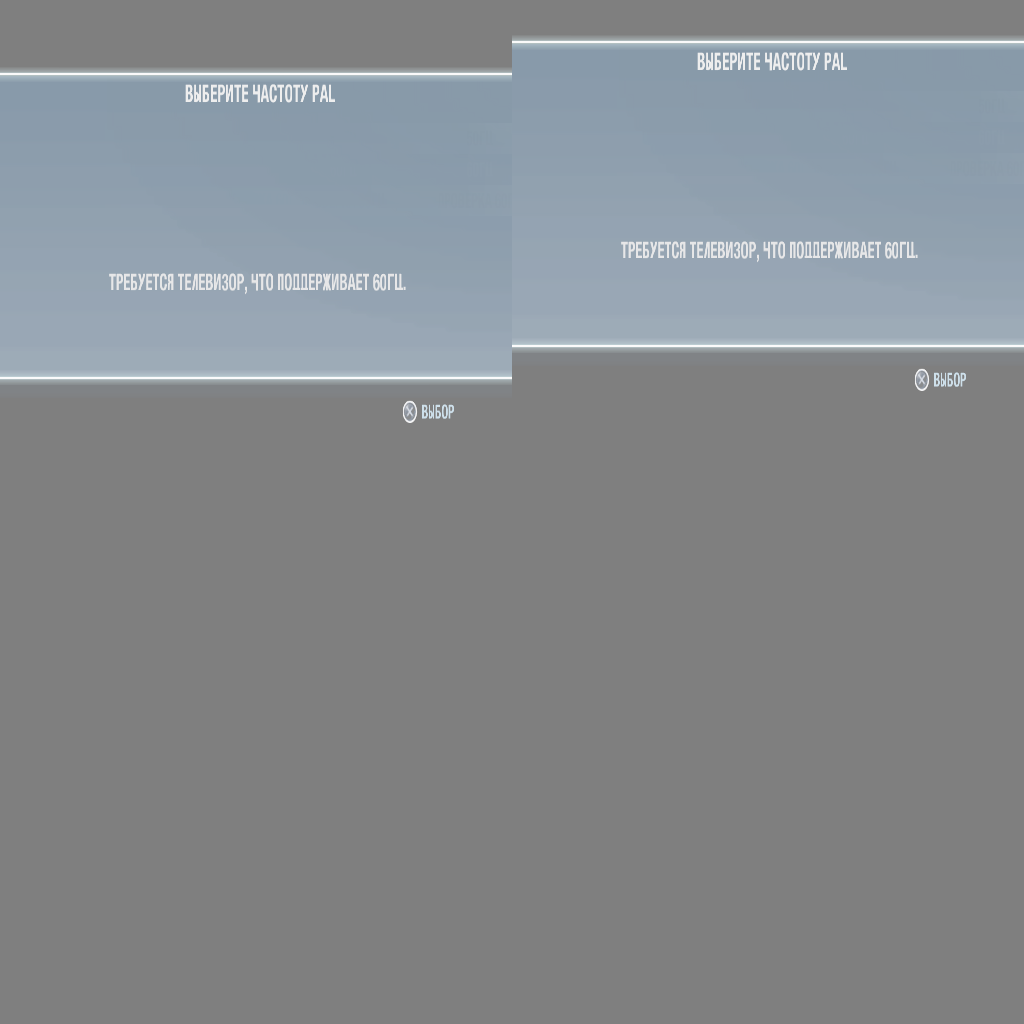 ВЫБЕРИТЕ ЧАСТОТУ PAL
ТРЕБУЕТСЯ ТЕЛЕВИЗОР, ЧТО ПОДДЕРЖИВАЕТ 60ГЦ.
ВЫБОР
ВЫБЕРИТЕ ЧАСТОТУ PAL
ТРЕБУЕТСЯ ТЕЛЕВИЗОР, ЧТО ПОДДЕРЖИВАЕТ 60ГЦ.
ВЫБОР